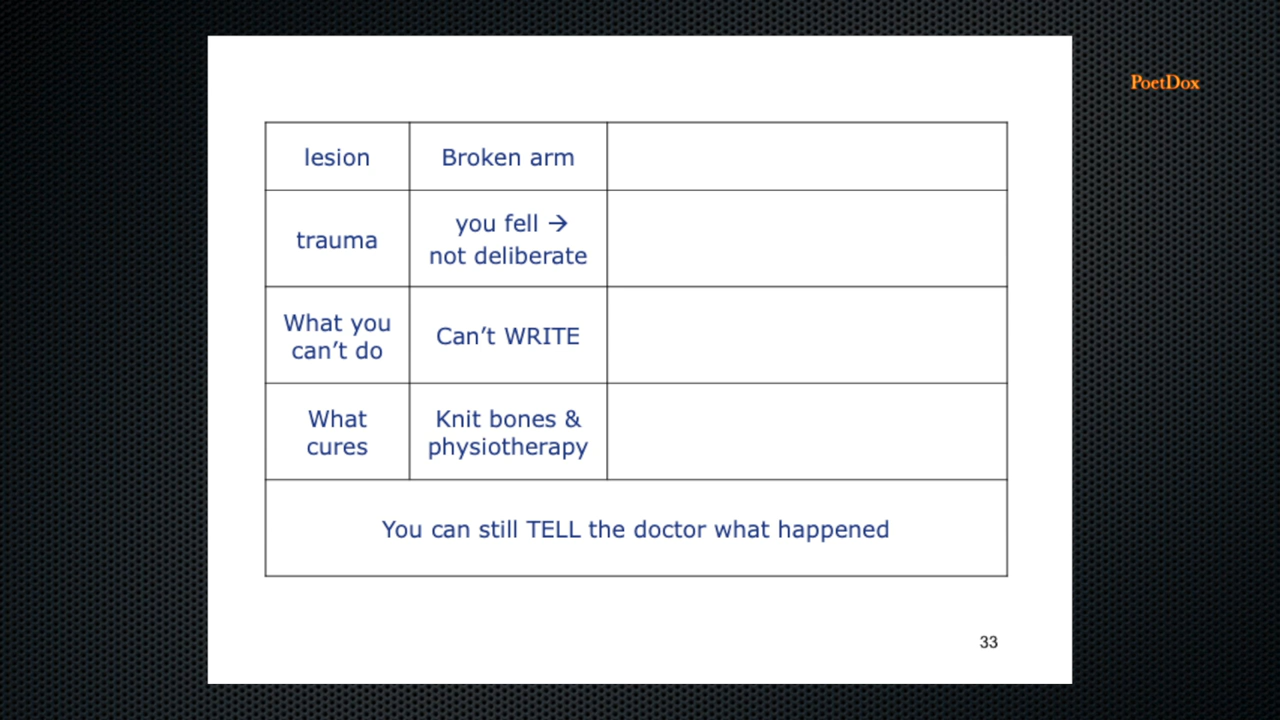 PoetDox
lesion
Broken arm
trauma
you fell →
not deliberate
What you
can’t do
Can’t WRITE
What
cures
Knit bones &
physiotherapy
You can still TELL the doctor what happened
33